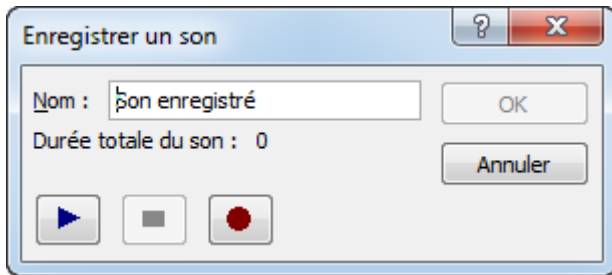 Enregistrer un son
Nom : Son enregistré
OK
Durée totale du son : 0
Annuler